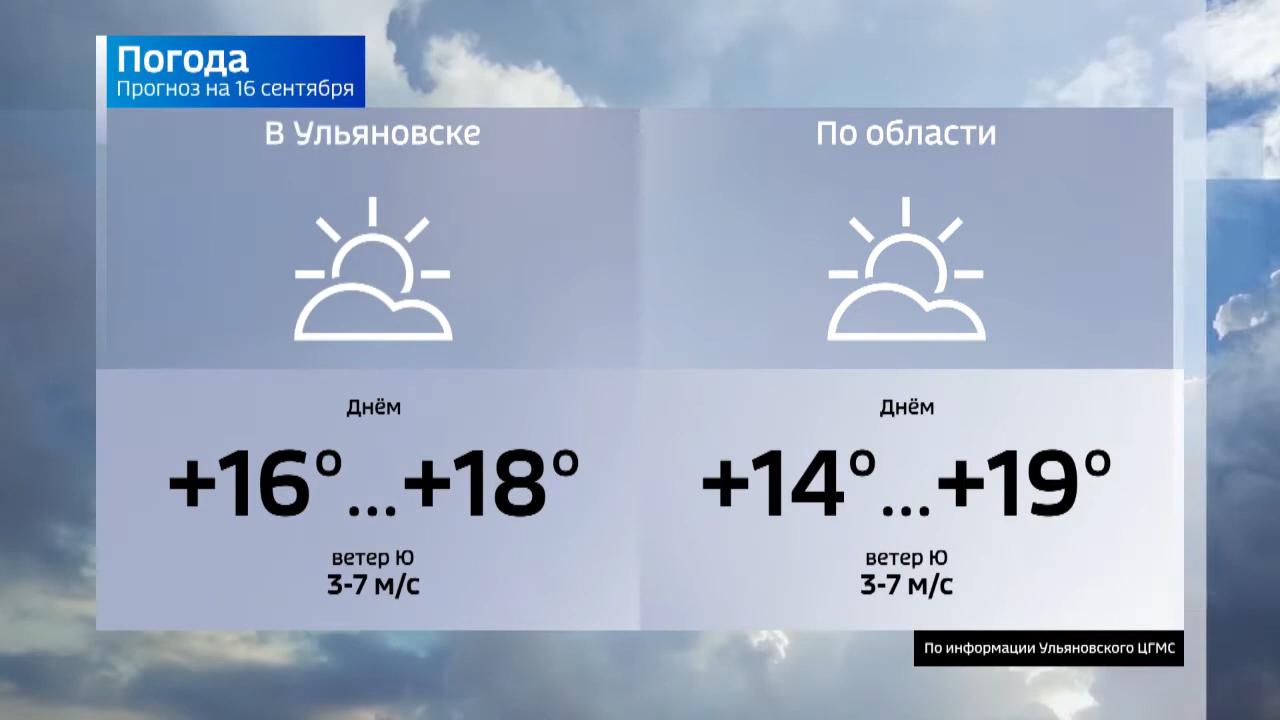 Погода
Прогноз на 16 сентября
В Ульяновске
Днём
+16°...+18°
ветер Ю
3-7 м/с
По области
Днём
+14°...+19°
ветер Ю
3-7 м/с
По информации Ульяновского ЦГМС